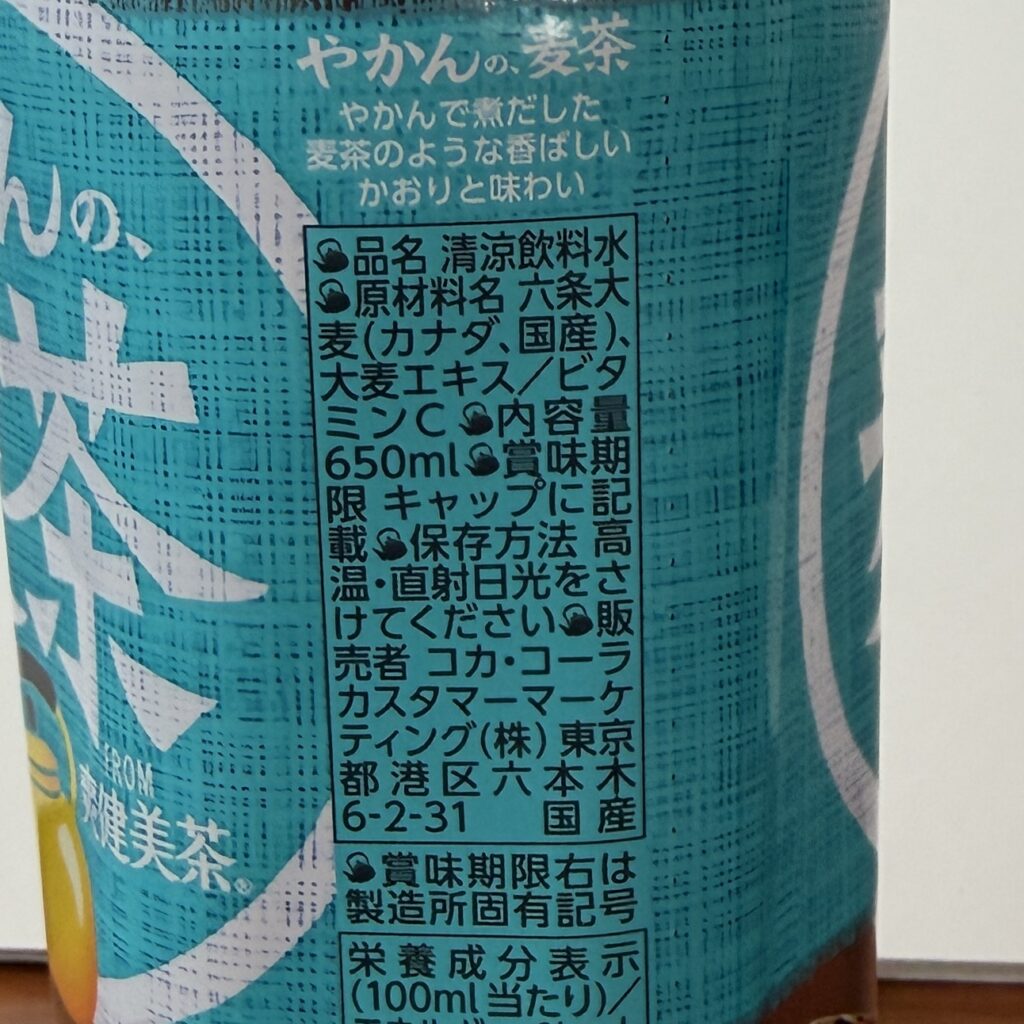 やかんの、麦茶
やかんで煮だした
麦茶のような香ばしい
かおりと味わい
品名 清涼飲料水
原材料名 六条大
麦(カナダ、国産)、
大麦エキス/ビタ
ミンC 内容量
650ml 賞味期
限 キャップに記
載 保存方法 高
温・直射日光をさ
けてください 販
売者 コカ・コーラ
カスタマーマーケ
ティング(株) 東京
都港区六本木
6-2-31 国産
賞味期限右は
製造所固有記号
栄養成分表示
(100ml当たり)/
んの、
茶
FROM
爽健美茶®